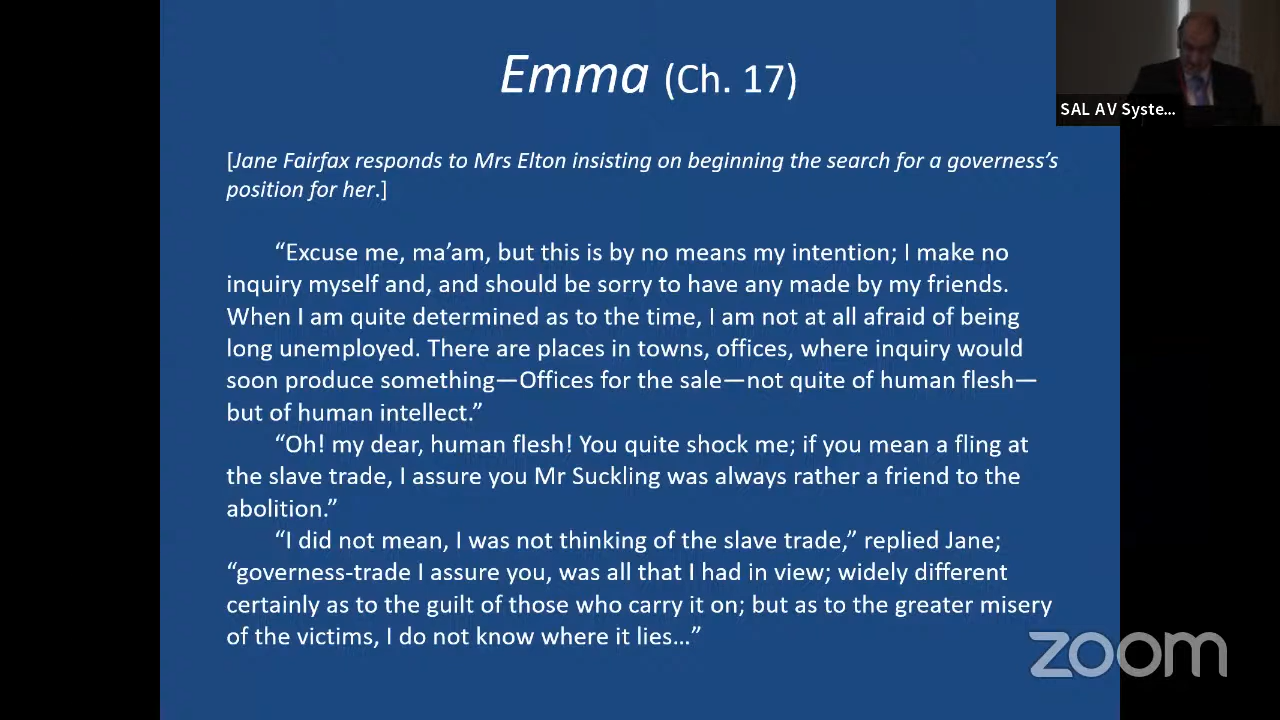 Emma (Ch. 17)
SAL AV Syste...
[Jane Fairfax responds to Mrs Elton insisting on beginning the search for a governess’s
position for her.]
“Excuse me, ma’am, but this is by no means my intention; I make no
inquiry myself and, and should be sorry to have any made by my friends.
When I am quite determined as to the time, I am not at all afraid of being
long unemployed. There are places in towns, offices, where inquiry would
soon produce something—Offices for the sale—not quite of human flesh—
but of human intellect.”
“Oh! my dear, human flesh! You quite shock me; if you mean a fling at
the slave trade, I assure you Mr Suckling was always rather a friend to the
abolition.”
“I did not mean, I was not thinking of the slave trade,” replied Jane;
“governess-trade I assure you, was all that I had in view; widely different
certainly as to the guilt of those who carry it on; but as to the greater misery
of the victims, I do not know where it lies…”
zoom